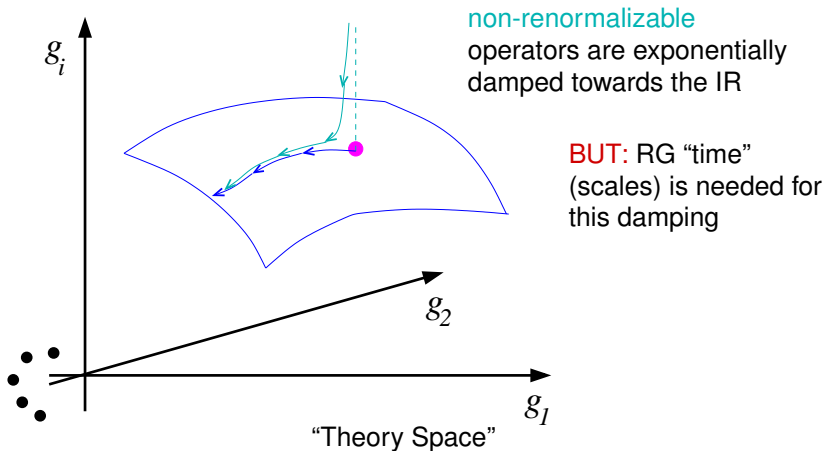 non-renormalizable
operators are exponentially
damped towards the IR
g_i
BUT: RG “time”
(scales) is needed for
this damping
g_2
g_1
“Theory Space”